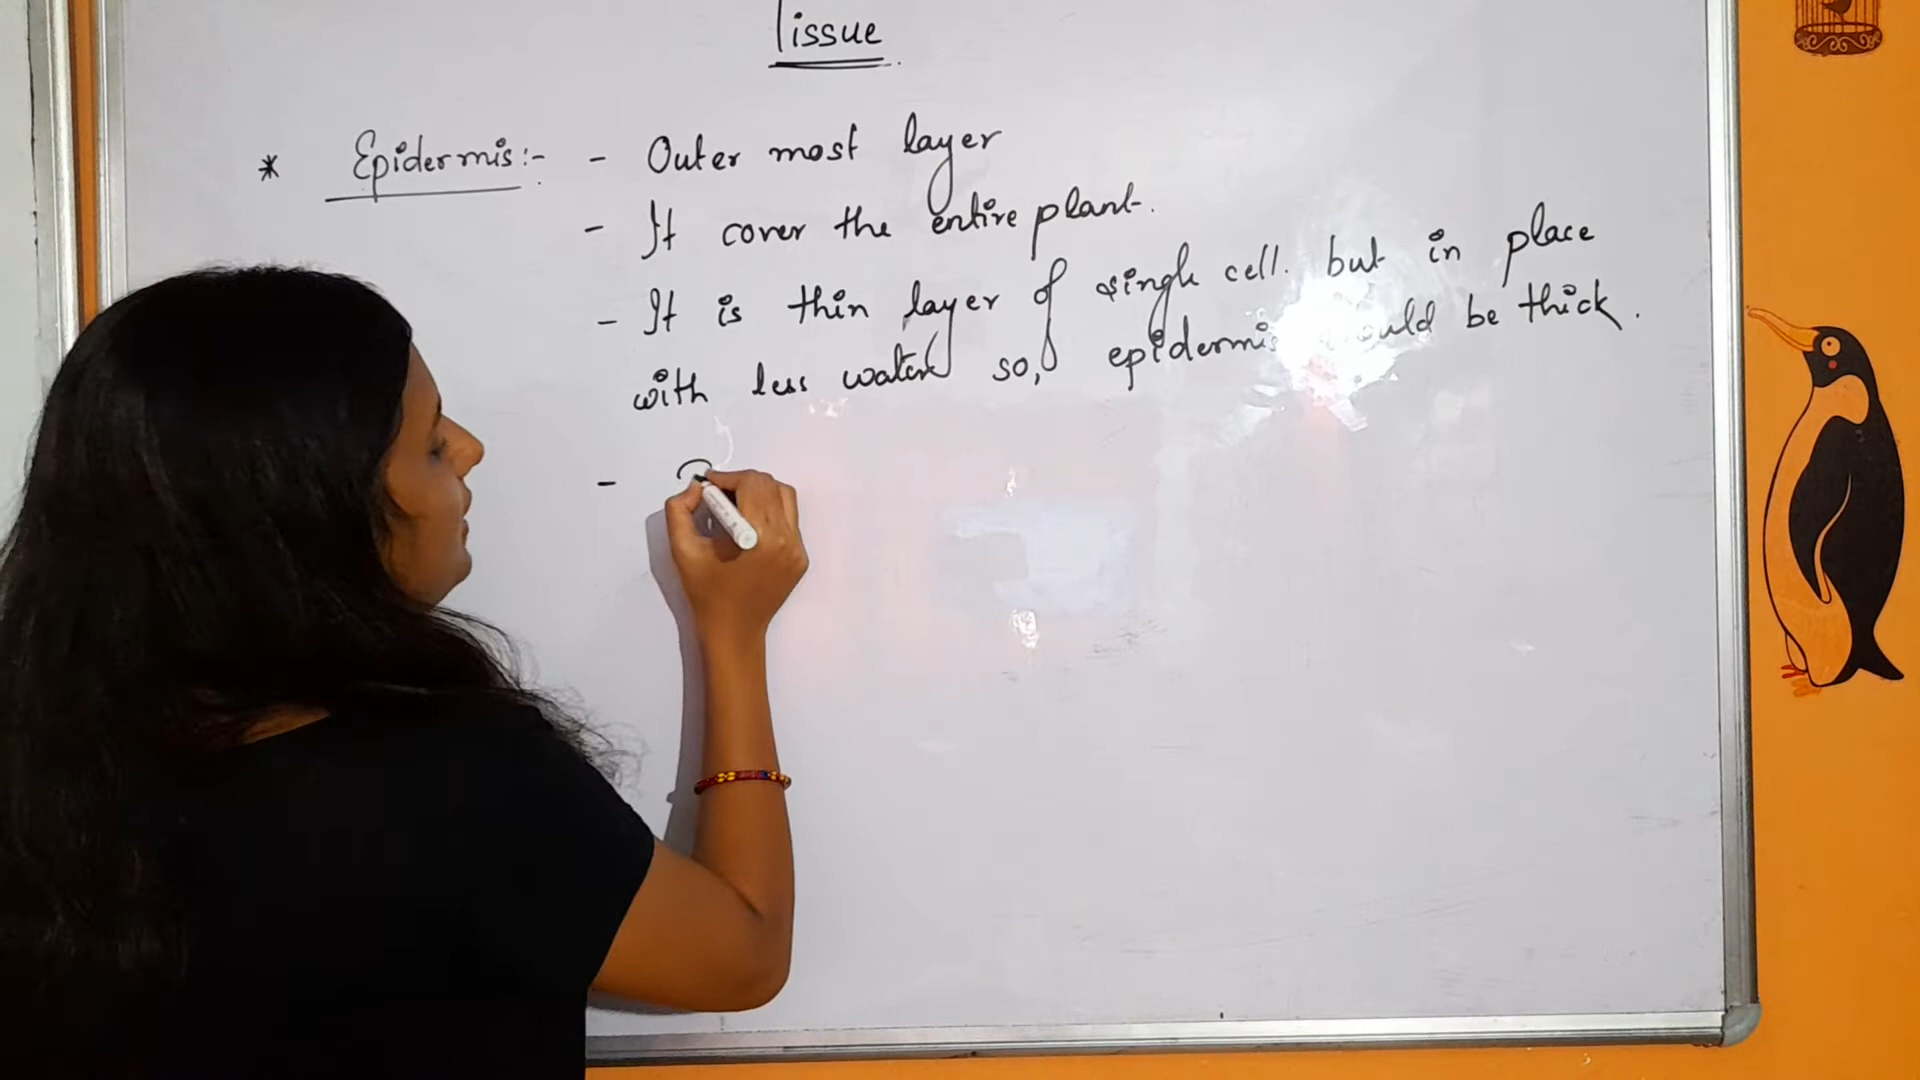 Tissue
* Epidermis:- - Outer most layer
- It cover the entire plant.
- It is thin layer of single cell. but in place
with less water so, epidermis be thick.
-